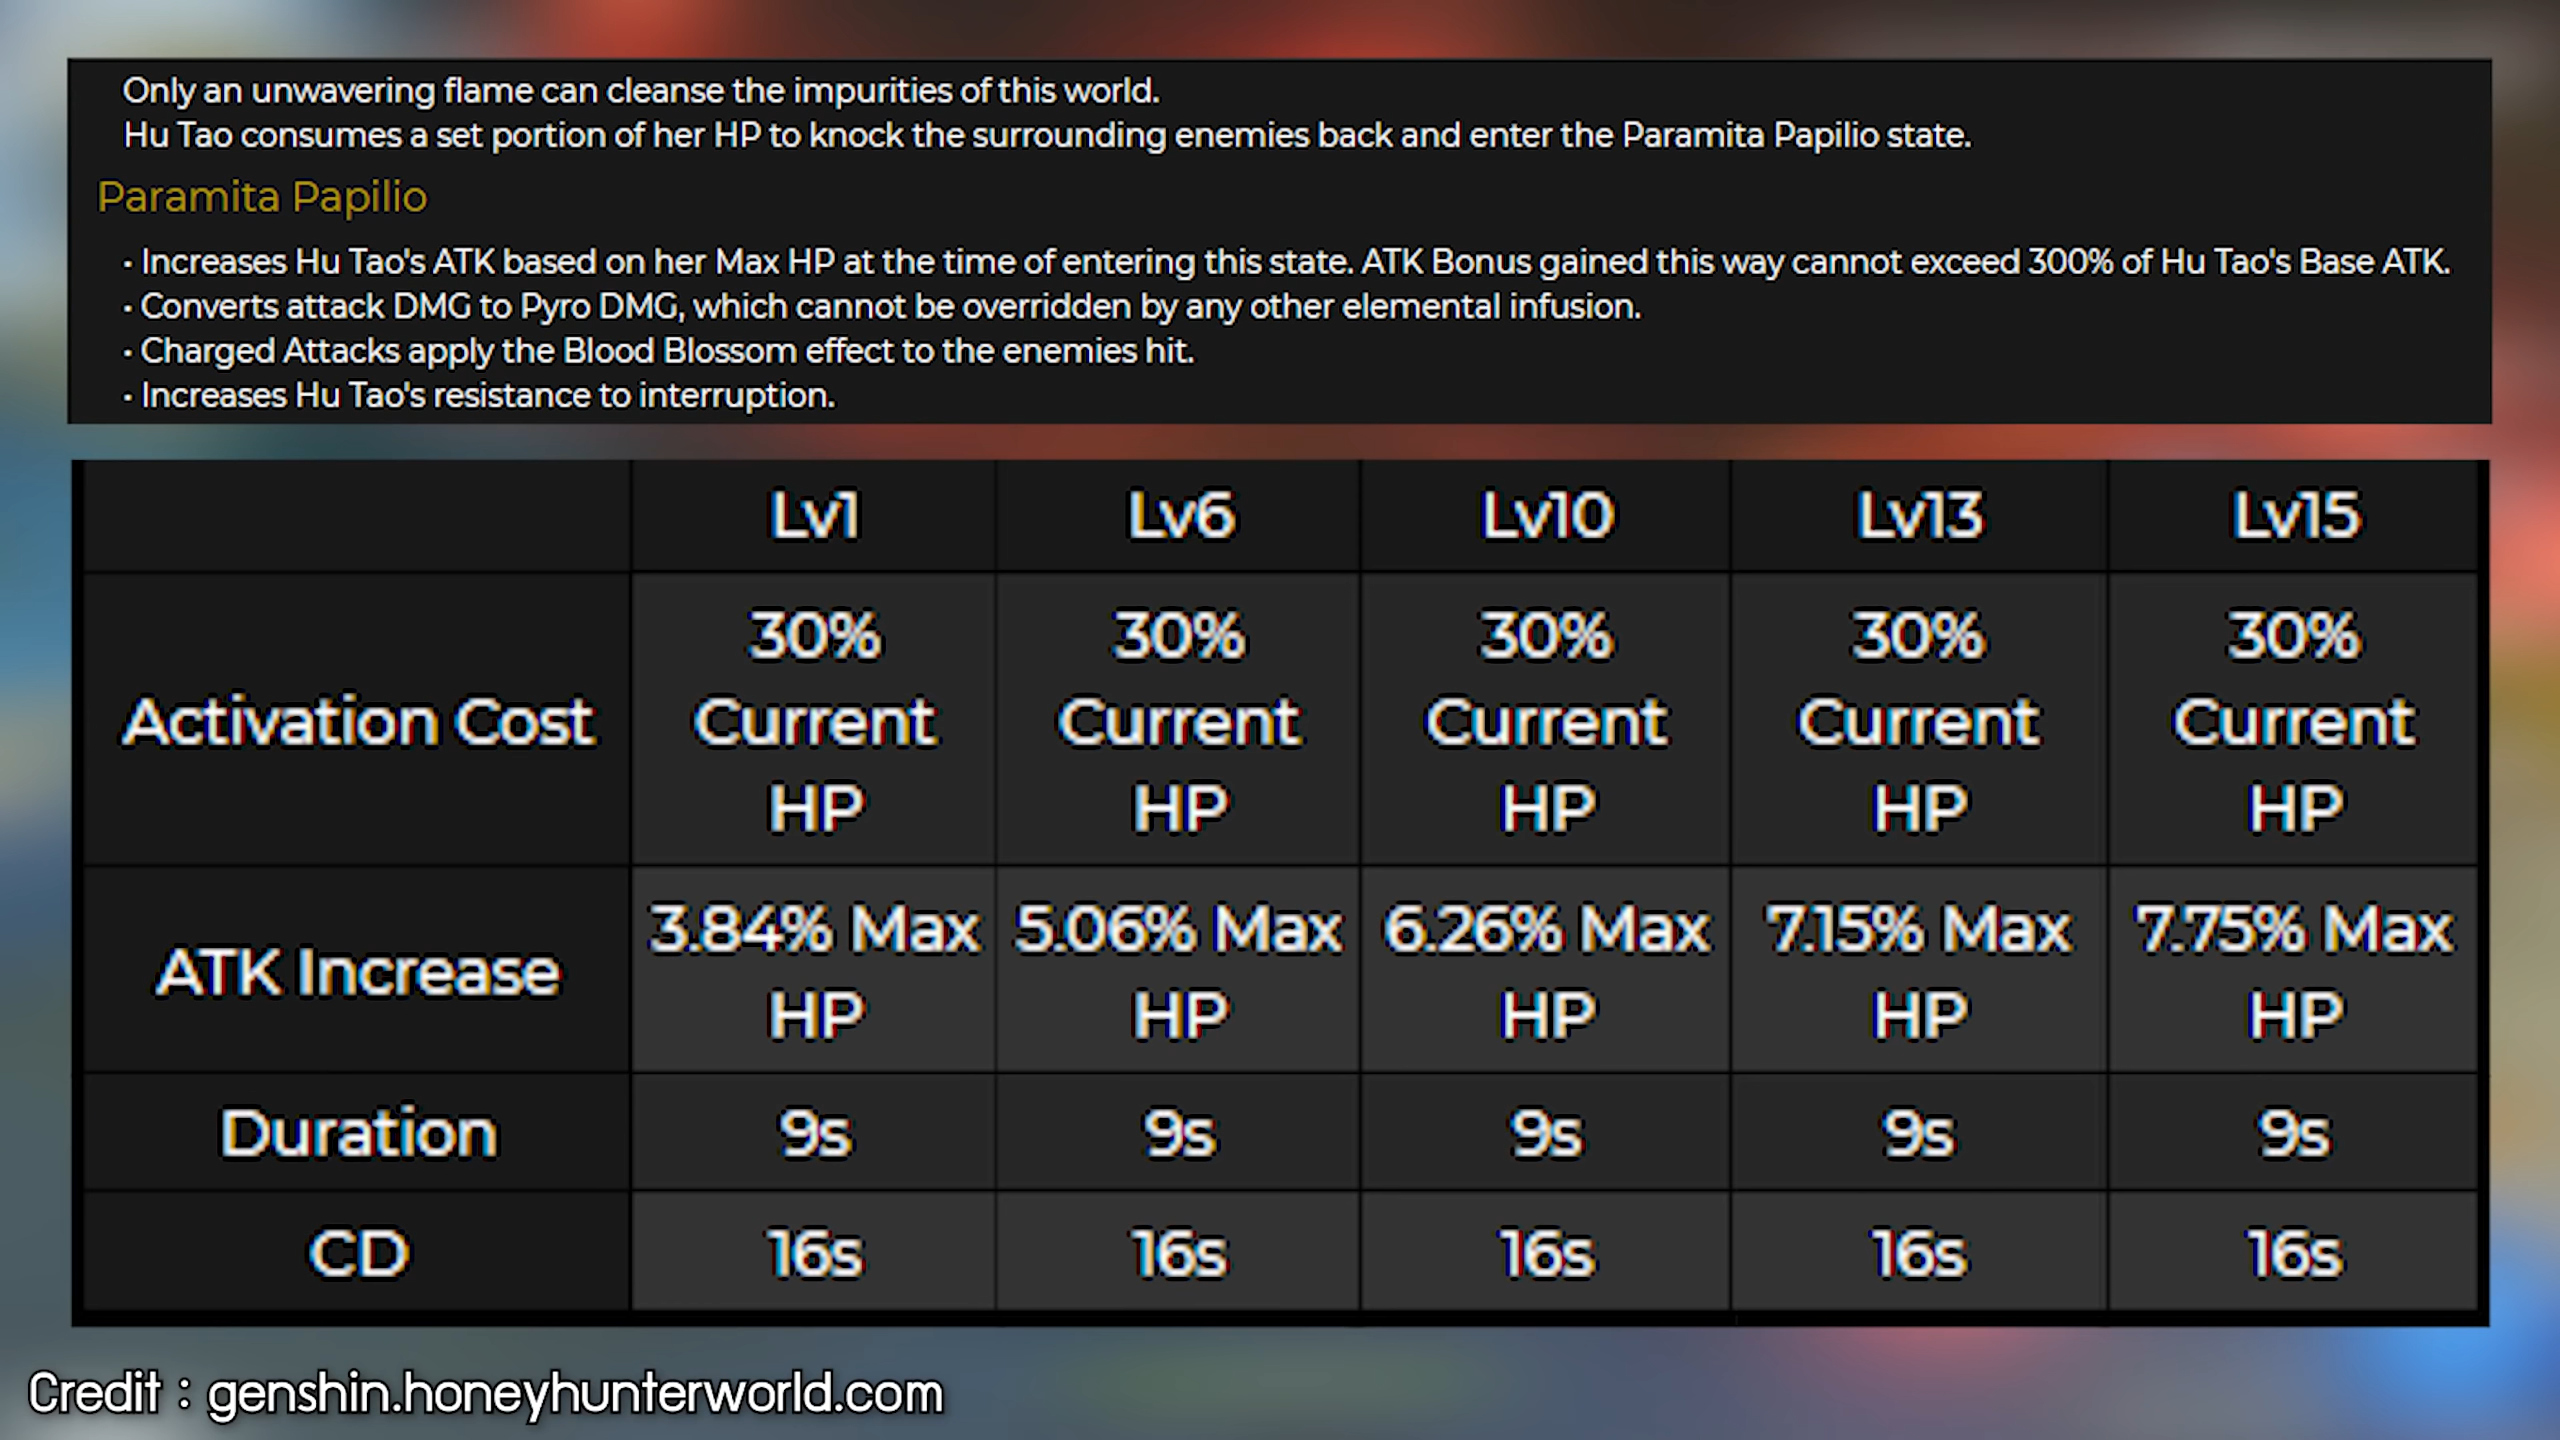 Only an unwavering flame can cleanse the impurities of this world.
Hu Tao consumes a set portion of her HP to knock the surrounding enemies back and enter the Paramita Papilio state.
Paramita Papilio
· Increases Hu Tao's ATK based on her Max HP at the time of entering this state. ATK Bonus gained this way cannot exceed 300% of Hu Tao's Base ATK.
· Converts attack DMG to Pyro DMG, which cannot be overridden by any other elemental infusion.
· Charged Attacks apply the Blood Blossom effect to the enemies hit.
· Increases Hu Tao's resistance to interruption.
Lv1 Lv6 Lv10 Lv13 Lv15
Activation Cost 30% Current HP 30% Current HP 30% Current HP 30% Current HP 30% Current HP
ATK Increase 3.84% Max HP 5.06% Max HP 6.26% Max HP 7.15% Max HP 7.75% Max HP
Duration 9s 9s 9s 9s 9s
CD 16s 16s 16s 16s 16s
Credit : genshin.honeyhunterworld.com